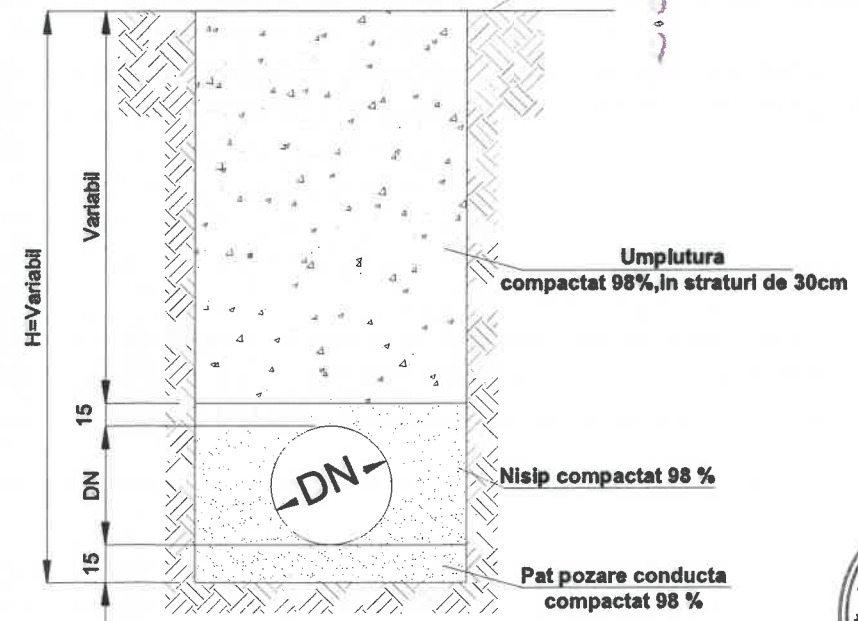 H=Variabil
Variabil
15
DN
15
DN
Umplutura
compactat 98%,in straturi de 30cm
Nisip compactat 98 %
Pat pozare conducta
compactat 98 %